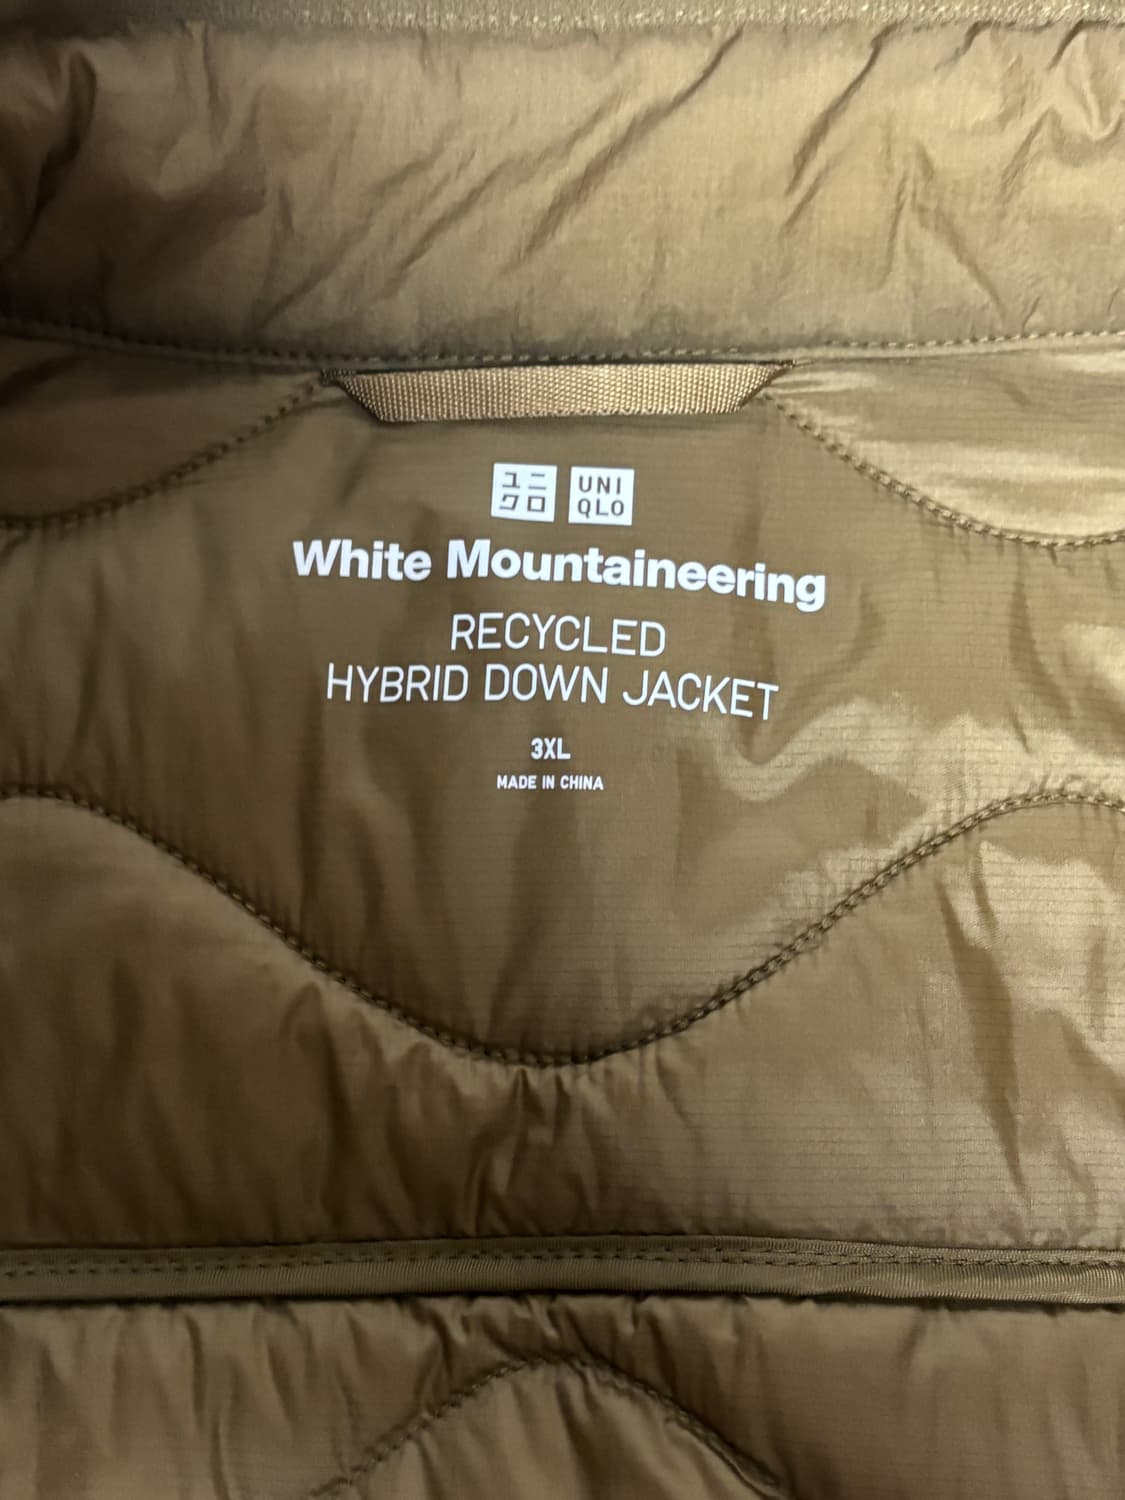 ユニ
クロ
UNI
QLO
White Mountaineering
RECYCLED
HYBRID DOWN JACKET
3XL
MADE IN CHINA